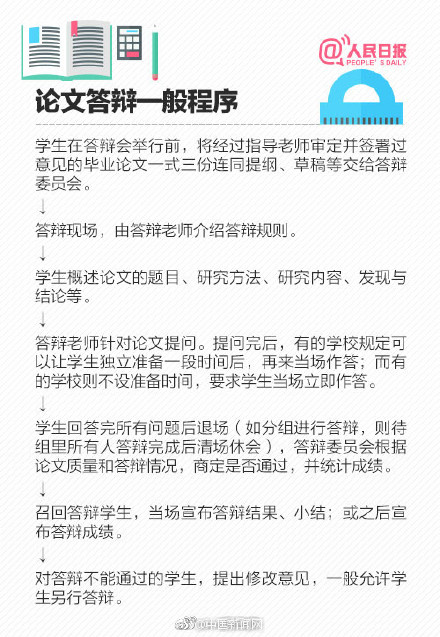 @人民日报
PEOPLE'S DAILY
论文答辩一般程序
学生在答辩会举行前，将经过指导老师审定并签署过
意见的毕业论文一式三份连同提纲、草稿等交给答辩
委员会。
↓
答辩现场，由答辩老师介绍答辩规则。
↓
学生概述论文的题目、研究方法、研究内容、发现与
结论等。
↓
答辩老师针对论文提问。提问完后，有的学校规定可
以让学生独立准备一段时间后，再来当场作答；而有
的学校则不设准备时间，要求学生当场立即作答。
↓
学生回答完所有问题后退场（如分组进行答辩，则待
组里所有人答辩完成后清场休会），答辩委员会根据
论文质量和答辩情况，商定是否通过，并统计成绩。
↓
召回答辩学生，当场宣布答辩结果、小结；或之后宣
布答辩成绩。
↓
对答辩不能通过的学生，提出修改意见，一般允许学
生另行答辩。
@中国新闻网